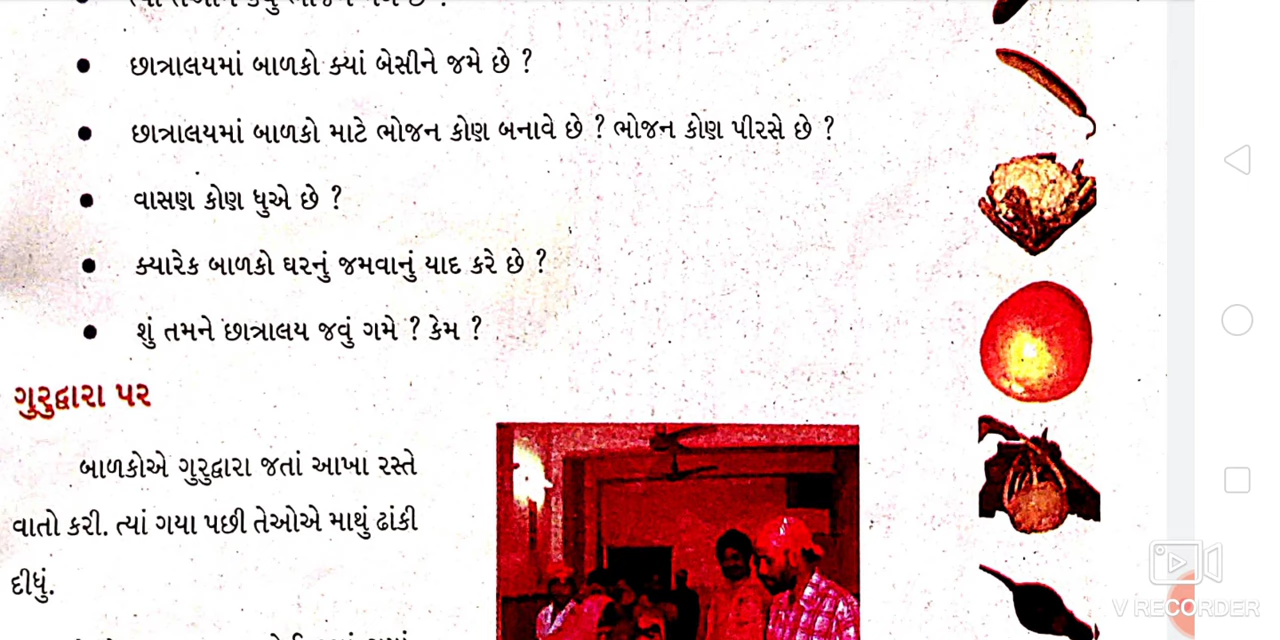 છાત્રાલયમાં બાળકો ક્યાં બેસીને જમે છે ?
છાત્રાલયમાં બાળકો માટે ભોજન કોણ બનાવે છે ? ભોજન કોણ પીરસે છે ?
વાસણ કોણ ધુએ છે ?
ક્યારેક બાળકો ઘરનું જમવાનું યાદ કરે છે ?
શું તમને છાત્રાલય જવું ગમે ? કેમ ?
ગુરુદ્વારા પર
બાળકોએ ગુરુદ્વારા જતાં આખા રસ્તે
વાતો કરી. ત્યાં ગયા પછી તેઓએ માથું ઢાંકી
દીધું.
V RECORDER